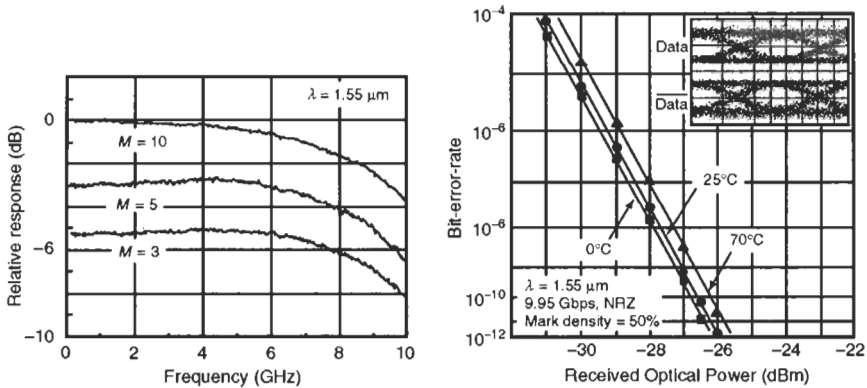 Relative response (dB)
0
−6
−10
λ = 1.55 μm
M = 10
M = 5
M = 3
0 2 4 6 8 10
Frequency (GHz)
Bit-error-rate
10⁻⁴
10⁻⁶
10⁻⁶
10⁻¹⁰
10⁻¹²
Data
Data
25°C
0°C
70°C
λ = 1.55 μm
9.95 Gbps, NRZ
Mark density = 50%
−30 −28 −26 −24 −22
Received Optical Power (dBm)